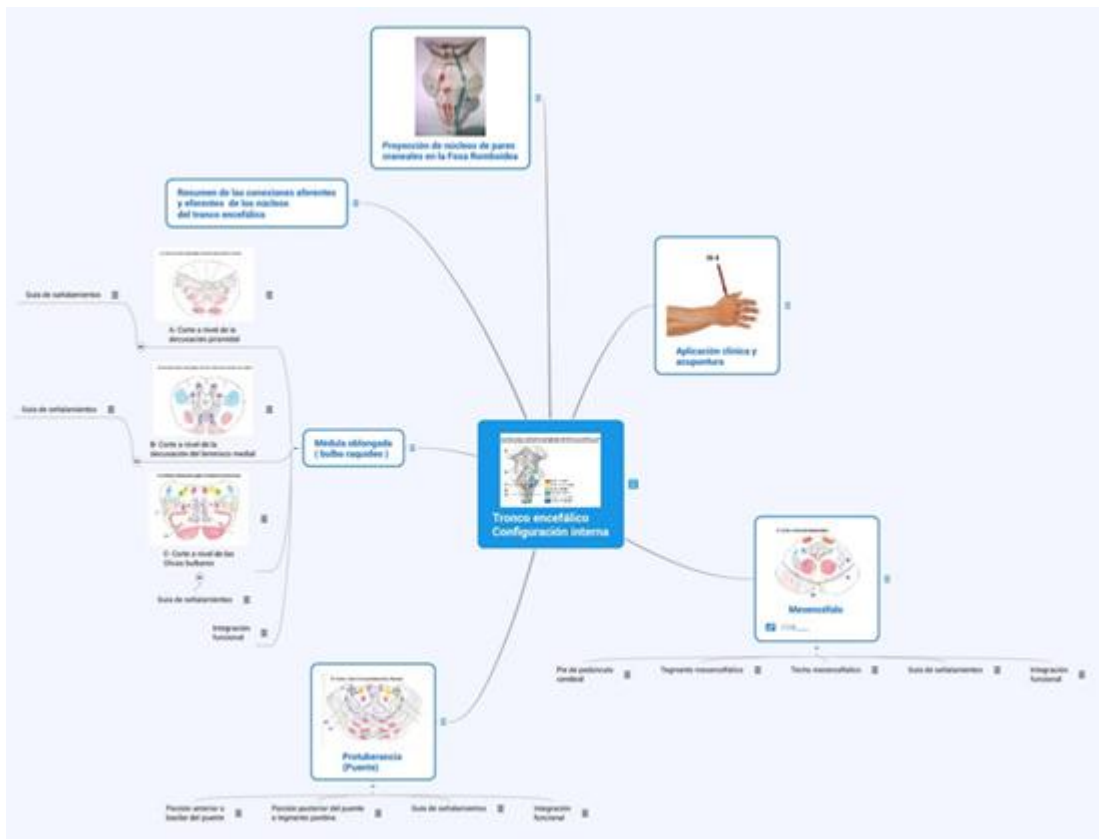 Proyección de núcleos de pares
craneales en la Fosa Romboidea
Resumen de las conexiones aferentes
y eferentes de los núcleos
del tronco encefálico
Aplicación clínica y
acupuntura
Guía de señalamientos
A- Corte a nivel de la
decusación piramidal
Guía de señalamientos
B- Corte a nivel de la
decusación del lemnisco medial
Médula oblongada
( bulbo raquídeo )
C- Corte a nivel de las
Olivas bulbares
Guía de señalamientos
Integración
funcional
Tronco encefálico
Configuración interna
Mesencéfalo
Pie de pedúnculo
cerebral
Tegmento mesencefálico
Techo mesencefálico
Guía de señalamientos
Integración
funcional
Protuberancia
(Puente)
Porción anterior o
basilar del puente
Porción posterior del puente
o tegmento pontino
Guía de señalamientos
Integración
funcional